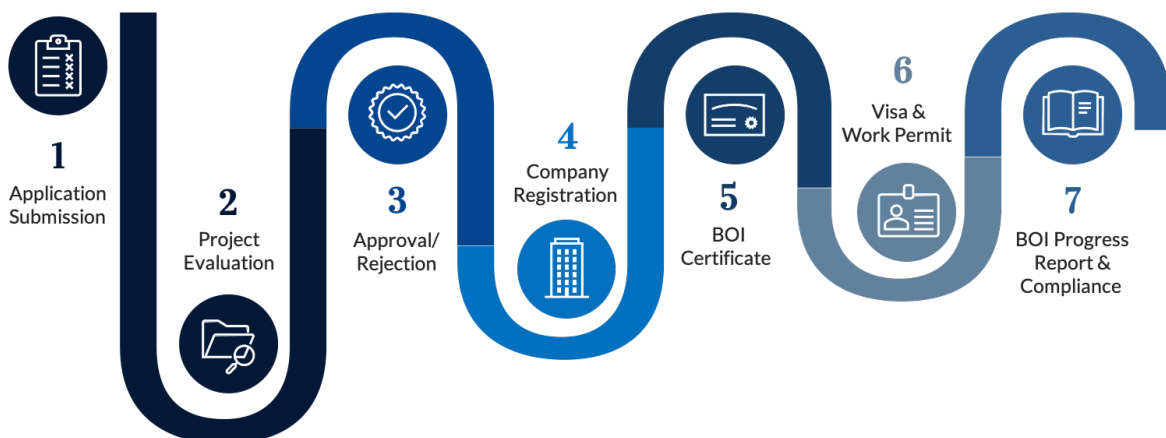 1
Application
Submission
2
Project
Evaluation
3
Approval/
Rejection
4
Company
Registration
5
BOI
Certificate
6
Visa &
Work Permit
7
BOI Progress
Report &
Compliance